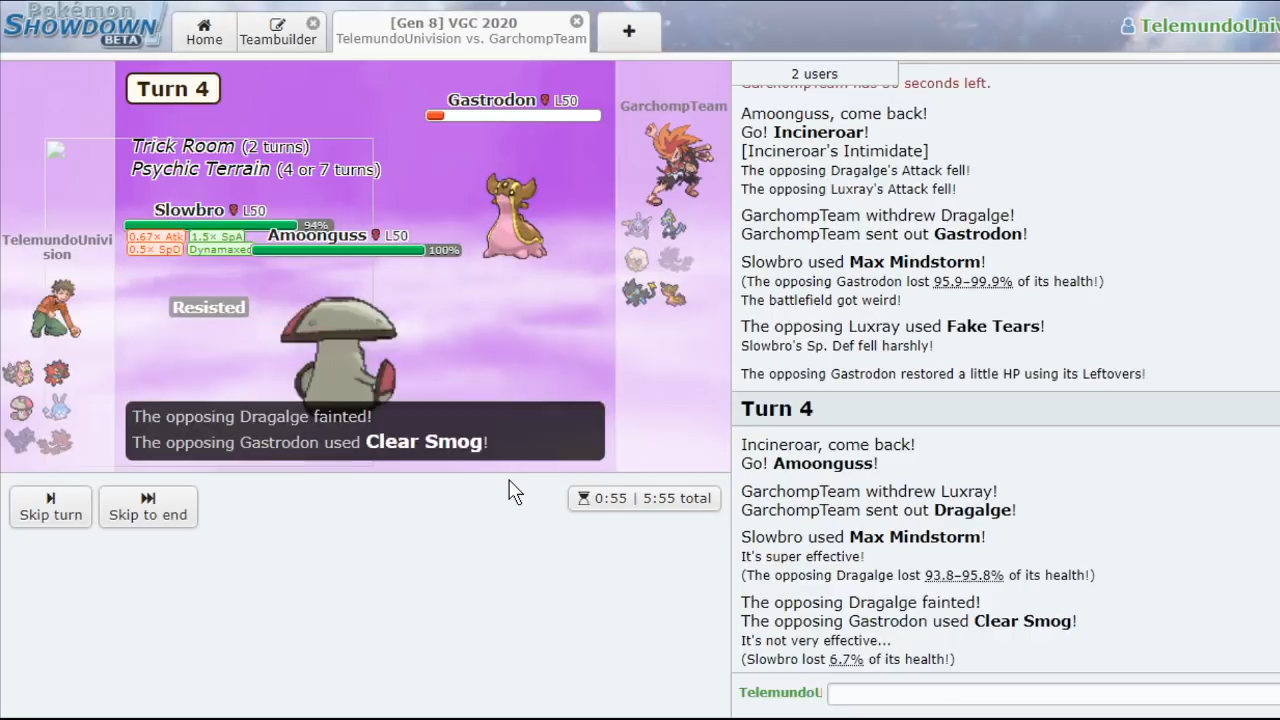 Pokémon
SHOWDOWN
BETA
Home
Teambuilder
[Gen 8] VGC 2020
TelemundoUnivision vs. GarchompTeam
+
TelemundoUniv
Turn 4
Gastrodon L50
Trick Room (2 turns)
Psychic Terrain (4 or 7 turns)
Slowbro L50
94%
0.67× Atk 1.5× SpA
0.5× SpD Dynamaxed
Amoonguss L50
100%
TelemundoUnivi
sion
GarchompTeam
Resisted
The opposing Dragalge fainted!
The opposing Gastrodon used Clear Smog!
Skip turn
Skip to end
0:55 | 5:55 total
2 users
seconds left.
Amoonguss, come back!
Go! Incineroar!
[Incineroar's Intimidate]
The opposing Dragalge's Attack fell!
The opposing Luxray's Attack fell!
GarchompTeam withdrew Dragalge!
GarchompTeam sent out Gastrodon!
Slowbro used Max Mindstorm!
(The opposing Gastrodon lost 95.9–99.9% of its health!)
The battlefield got weird!
The opposing Luxray used Fake Tears!
Slowbro's Sp. Def fell harshly!
The opposing Gastrodon restored a little HP using its Leftovers!
Turn 4
Incineroar, come back!
Go! Amoonguss!
GarchompTeam withdrew Luxray!
GarchompTeam sent out Dragalge!
Slowbro used Max Mindstorm!
It's super effective!
(The opposing Dragalge lost 93.8–95.8% of its health!)
The opposing Dragalge fainted!
The opposing Gastrodon used Clear Smog!
It's not very effective...
(Slowbro lost 6.7% of its health!)
TelemundoU